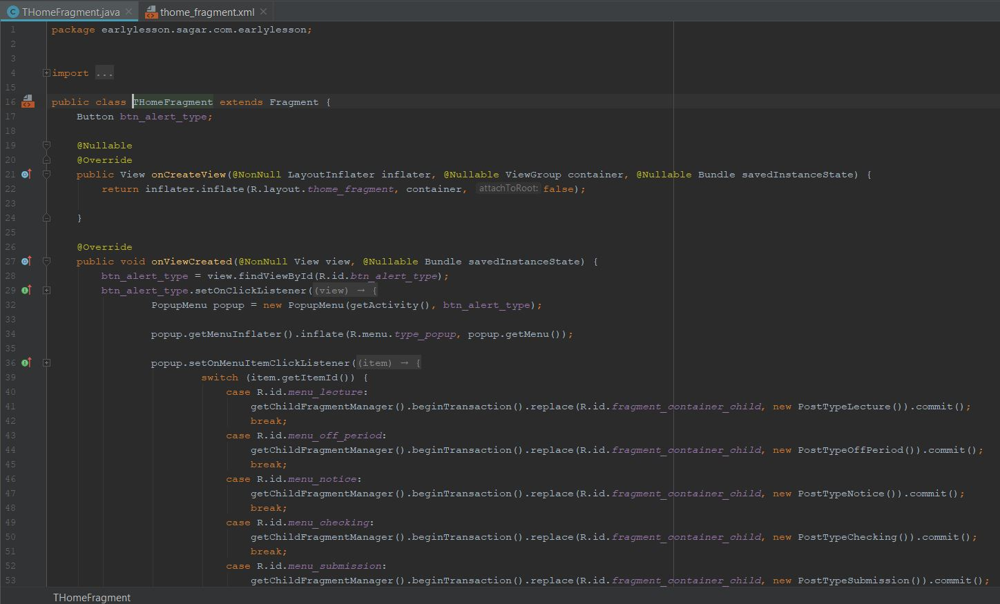 THomeFragment.java
thome_fragment.xml
1 package earlylesson.sagar.com.earlylesson;
2
3
4 import ...
15
16 public class THomeFragment extends Fragment {
17 Button btn_alert_type;
18
19 @Nullable
20 @Override
21 public View onCreateView(@NonNull LayoutInflater inflater, @Nullable ViewGroup container, @Nullable Bundle savedInstanceState) {
22 return inflater.inflate(R.layout.thome_fragment, container, attachToRoot: false);
23
24 }
25
26 @Override
27 public void onViewCreated(@NonNull View view, @Nullable Bundle savedInstanceState) {
28 btn_alert_type = view.findViewById(R.id.btn_alert_type);
29 btn_alert_type.setOnClickListener((view) → {
32 PopupMenu popup = new PopupMenu(getActivity(), btn_alert_type);
33
34 popup.getMenuInflater().inflate(R.menu.type_popup, popup.getMenu());
35
36 popup.setOnMenuItemClickListener((item) → {
39 switch (item.getItemId()) {
40 case R.id.menu_lecture:
41 getChildFragmentManager().beginTransaction().replace(R.id.fragment_container_child, new PostTypeLecture()).commit();
42 break;
43 case R.id.menu_off_period:
44 getChildFragmentManager().beginTransaction().replace(R.id.fragment_container_child, new PostTypeOffPeriod()).commit();
45 break;
46 case R.id.menu_notice:
47 getChildFragmentManager().beginTransaction().replace(R.id.fragment_container_child, new PostTypeNotice()).commit();
48 break;
49 case R.id.menu_checking:
50 getChildFragmentManager().beginTransaction().replace(R.id.fragment_container_child, new PostTypeChecking()).commit();
51 break;
52 case R.id.menu_submission:
53 getChildFragmentManager().beginTransaction().replace(R.id.fragment_container_child, new PostTypeSubmission()).commit();
THomeFragment